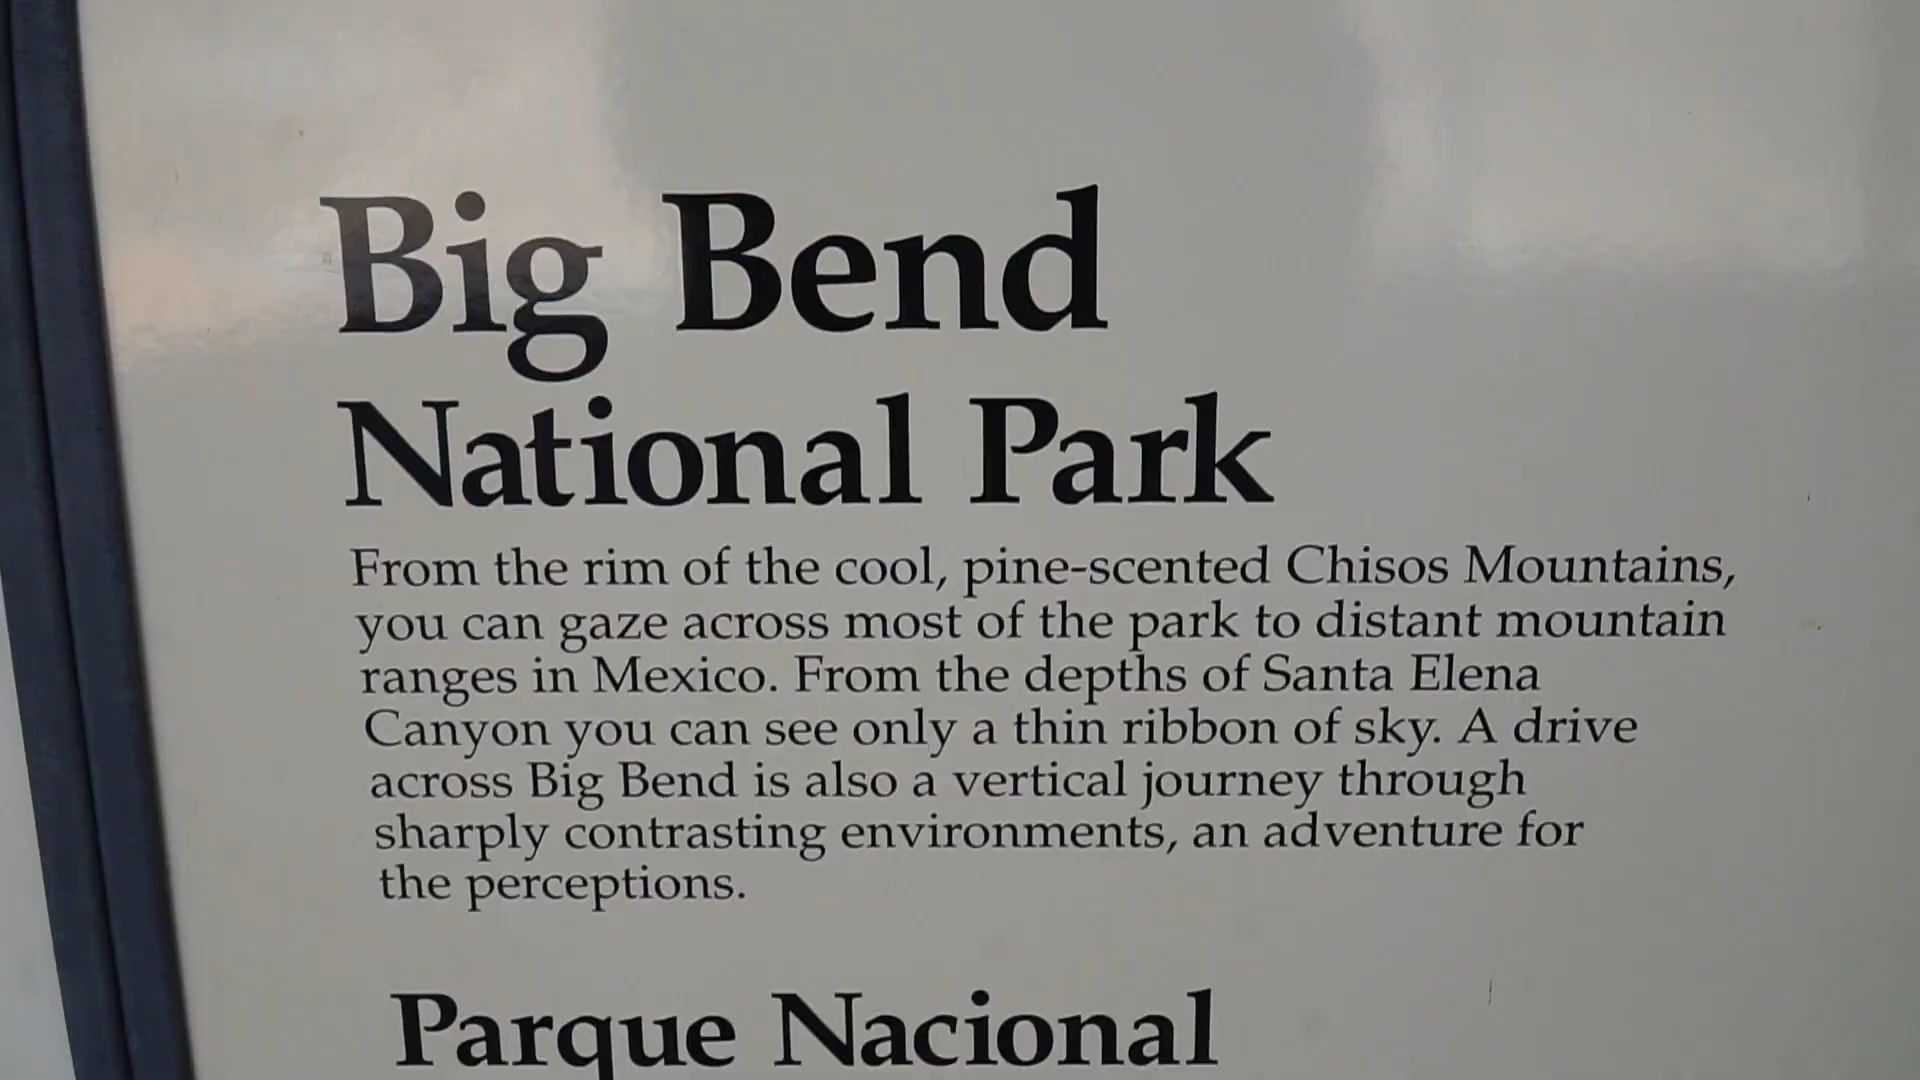 Big Bend
National Park
From the rim of the cool, pine-scented Chisos Mountains,
you can gaze across most of the park to distant mountain
ranges in Mexico. From the depths of Santa Elena
Canyon you can see only a thin ribbon of sky. A drive
across Big Bend is also a vertical journey through
sharply contrasting environments, an adventure for
the perceptions.
Parque Nacional